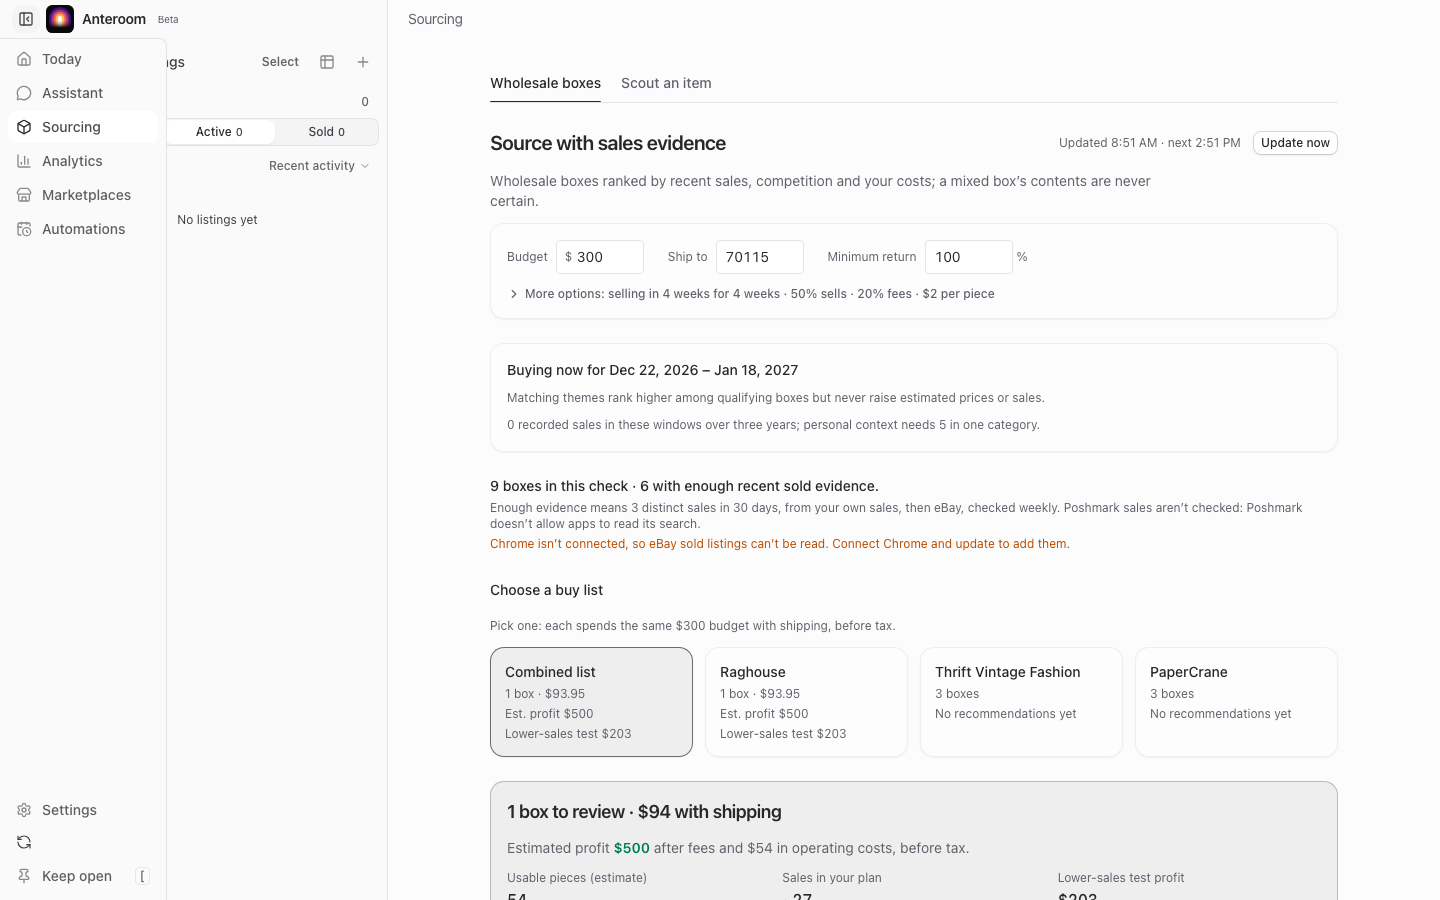 Anteroom Beta
Today
Assistant
Sourcing
Analytics
Marketplaces
Automations
Settings
Keep open [
Select
0
Active 0
Sold 0
Recent activity
No listings yet
Sourcing
Wholesale boxes
Scout an item
Source with sales evidence
Updated 8:51 AM · next 2:51 PM
Update now
Wholesale boxes ranked by recent sales, competition and your costs; a mixed box’s contents are never
certain.
Budget $ 300
Ship to 70115
Minimum return 100 %
More options: selling in 4 weeks for 4 weeks · 50% sells · 20% fees · $2 per piece
Buying now for Dec 22, 2026 – Jan 18, 2027
Matching themes rank higher among qualifying boxes but never raise estimated prices or sales.
0 recorded sales in these windows over three years; personal context needs 5 in one category.
9 boxes in this check · 6 with enough recent sold evidence.
Enough evidence means 3 distinct sales in 30 days, from your own sales, then eBay, checked weekly. Poshmark sales aren’t checked: Poshmark
doesn’t allow apps to read its search.
Chrome isn’t connected, so eBay sold listings can’t be read. Connect Chrome and update to add them.
Choose a buy list
Pick one: each spends the same $300 budget with shipping, before tax.
Combined list
1 box · $93.95
Est. profit $500
Lower-sales test $203
Raghouse
1 box · $93.95
Est. profit $500
Lower-sales test $203
Thrift Vintage Fashion
3 boxes
No recommendations yet
PaperCrane
3 boxes
No recommendations yet
1 box to review · $94 with shipping
Estimated profit $500 after fees and $54 in operating costs, before tax.
Usable pieces (estimate)
54
Sales in your plan
27
Lower-sales test profit
$203